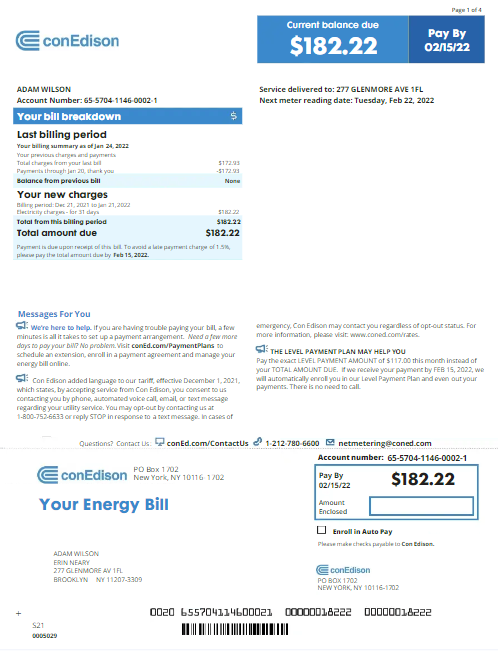 Page 1 of 4
conEdison
Current balance due
$182.22
Pay By
02/15/22
ADAM WILSON
Account Number: 65-5704-1146-0002-1
Service delivered to: 277 GLENMORE AVE 1FL
Next meter reading date: Tuesday, Feb 22, 2022
Your bill breakdown $
Last billing period
Your billing summary as of Jan 24, 2022
Your previous charges and payments
Total charges from your last bill $172.93
Payments through Jan 20, thank you -$172.93
Balance from previous bill None
Your new charges
Billing period: Dec 21, 2021 to Jan 21, 2022
Electricity charges - for 31 days $182.22
Total from this billing period $182.22
Total amount due $182.22
Payment is due upon receipt of this bill. To avoid a late payment charge of 1.5%,
please pay the total amount due by Feb 15, 2022.
Messages For You
We're here to help. If you are having trouble paying your bill, a few
minutes is all it takes to set up a payment arrangement. Need a few more
days to pay your bill? No problem.Visit conEd.com/PaymentPlans to
schedule an extension, enroll in a payment agreement and manage your
energy bill online.
Con Edison added language to our tariff, effective December 1, 2021,
which states, by accepting service from Con Edison, you consent to us
contacting you by phone, automated voice call, email, or text message
regarding your utility service. You may opt-out by contacting us at
1-800-752-6633 or reply STOP in response to a text message. In cases of
emergency, Con Edison may contact you regardless of opt-out status. For
more information, please visit: www.coned.com/rates.
THE LEVEL PAYMENT PLAN MAY HELP YOU
Pay the exact LEVEL PAYMENT AMOUNT of $117.00 this month instead of
your TOTAL AMOUNT DUE. If we receive your payment by FEB 15, 2022, we
will automatically enroll you in our Level Payment Plan and even out your
payments. There is no need to call.
Questions? Contact Us: conEd.com/ContactUs 1-212-780-6600 netmetering@coned.com
conEdison
PO Box 1702
New York, NY 10116-1702
Your Energy Bill
Account number: 65-5704-1146-0002-1
Pay By
02/15/22
$182.22
Amount
Enclosed
Enroll in Auto Pay
Please make checks payable to Con Edison.
ADAM WILSON
ERIN NEARY
277 GLENMORE AVE 1FL
BROOKLYN NY 11207-3309
conEdison
PO BOX 1702
NEW YORK, NY 10116-1702
+
0020 655704114600021 00000018222 00000018222
S21
0005029